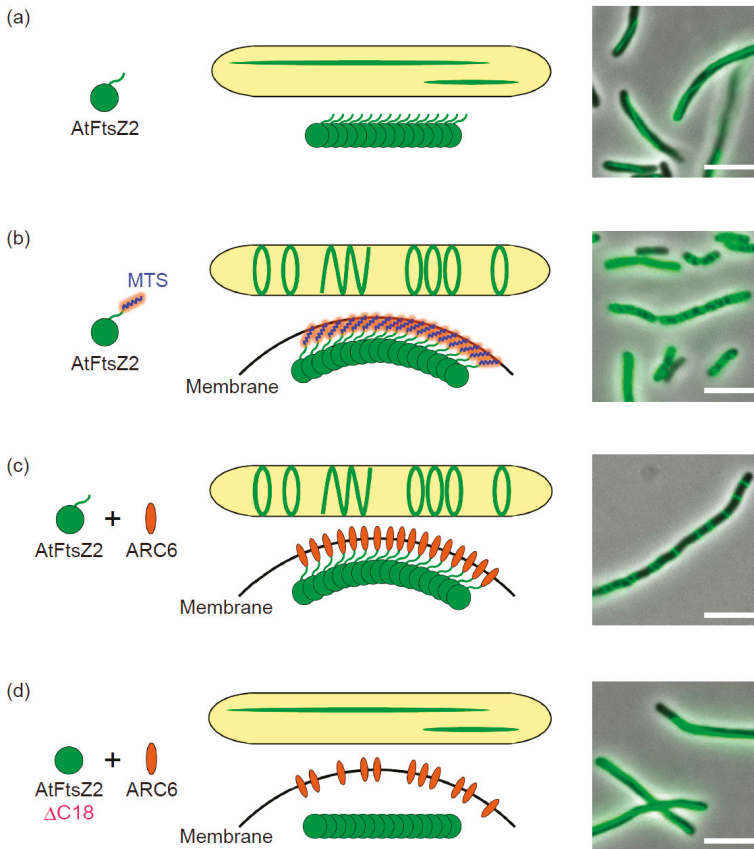 (a)
AtFtsZ2
(b)
MTS
AtFtsZ2
Membrane
(c)
+
AtFtsZ2 ARC6
Membrane
(d)
+
AtFtsZ2 ARC6
ΔC18
Membrane